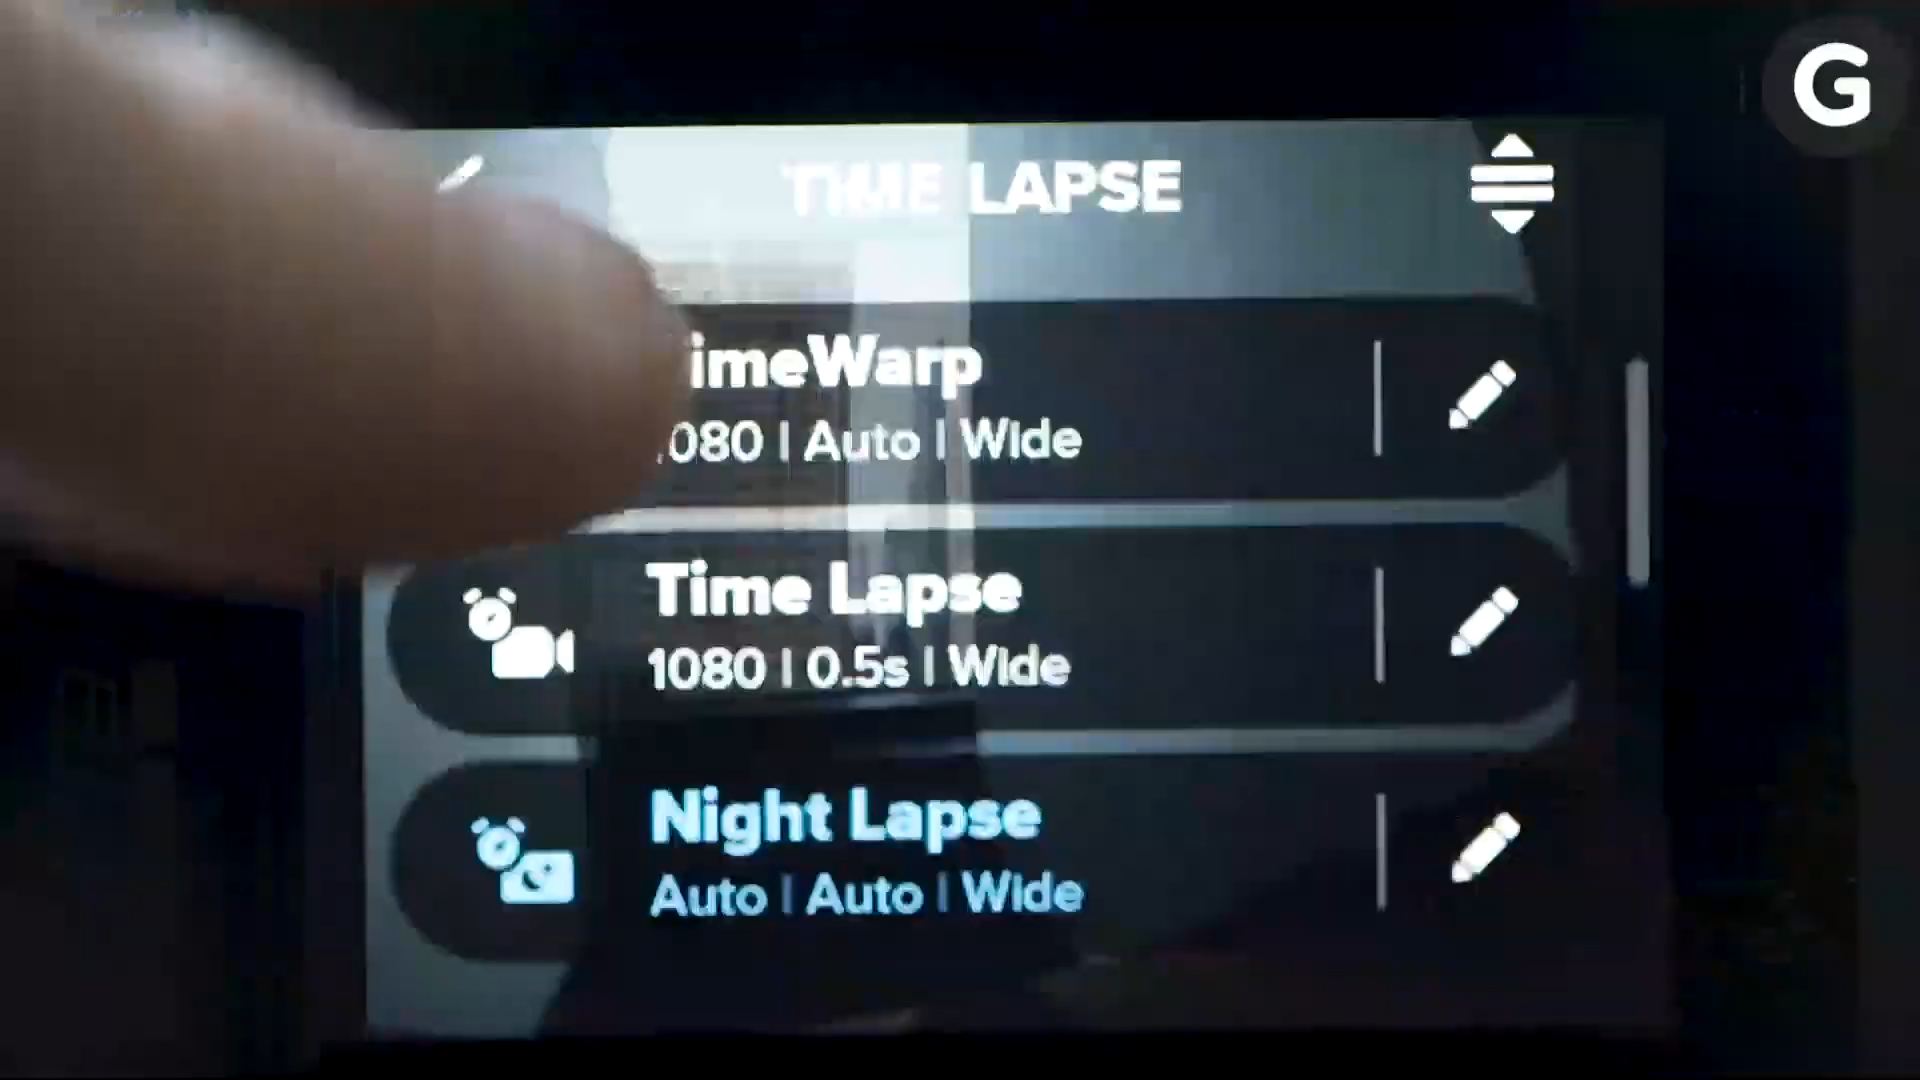 G
TIME LAPSE
imeWarp
080 | Auto | Wide
Time Lapse
1080 | 0.5s | Wide
Night Lapse
Auto | Auto | Wide